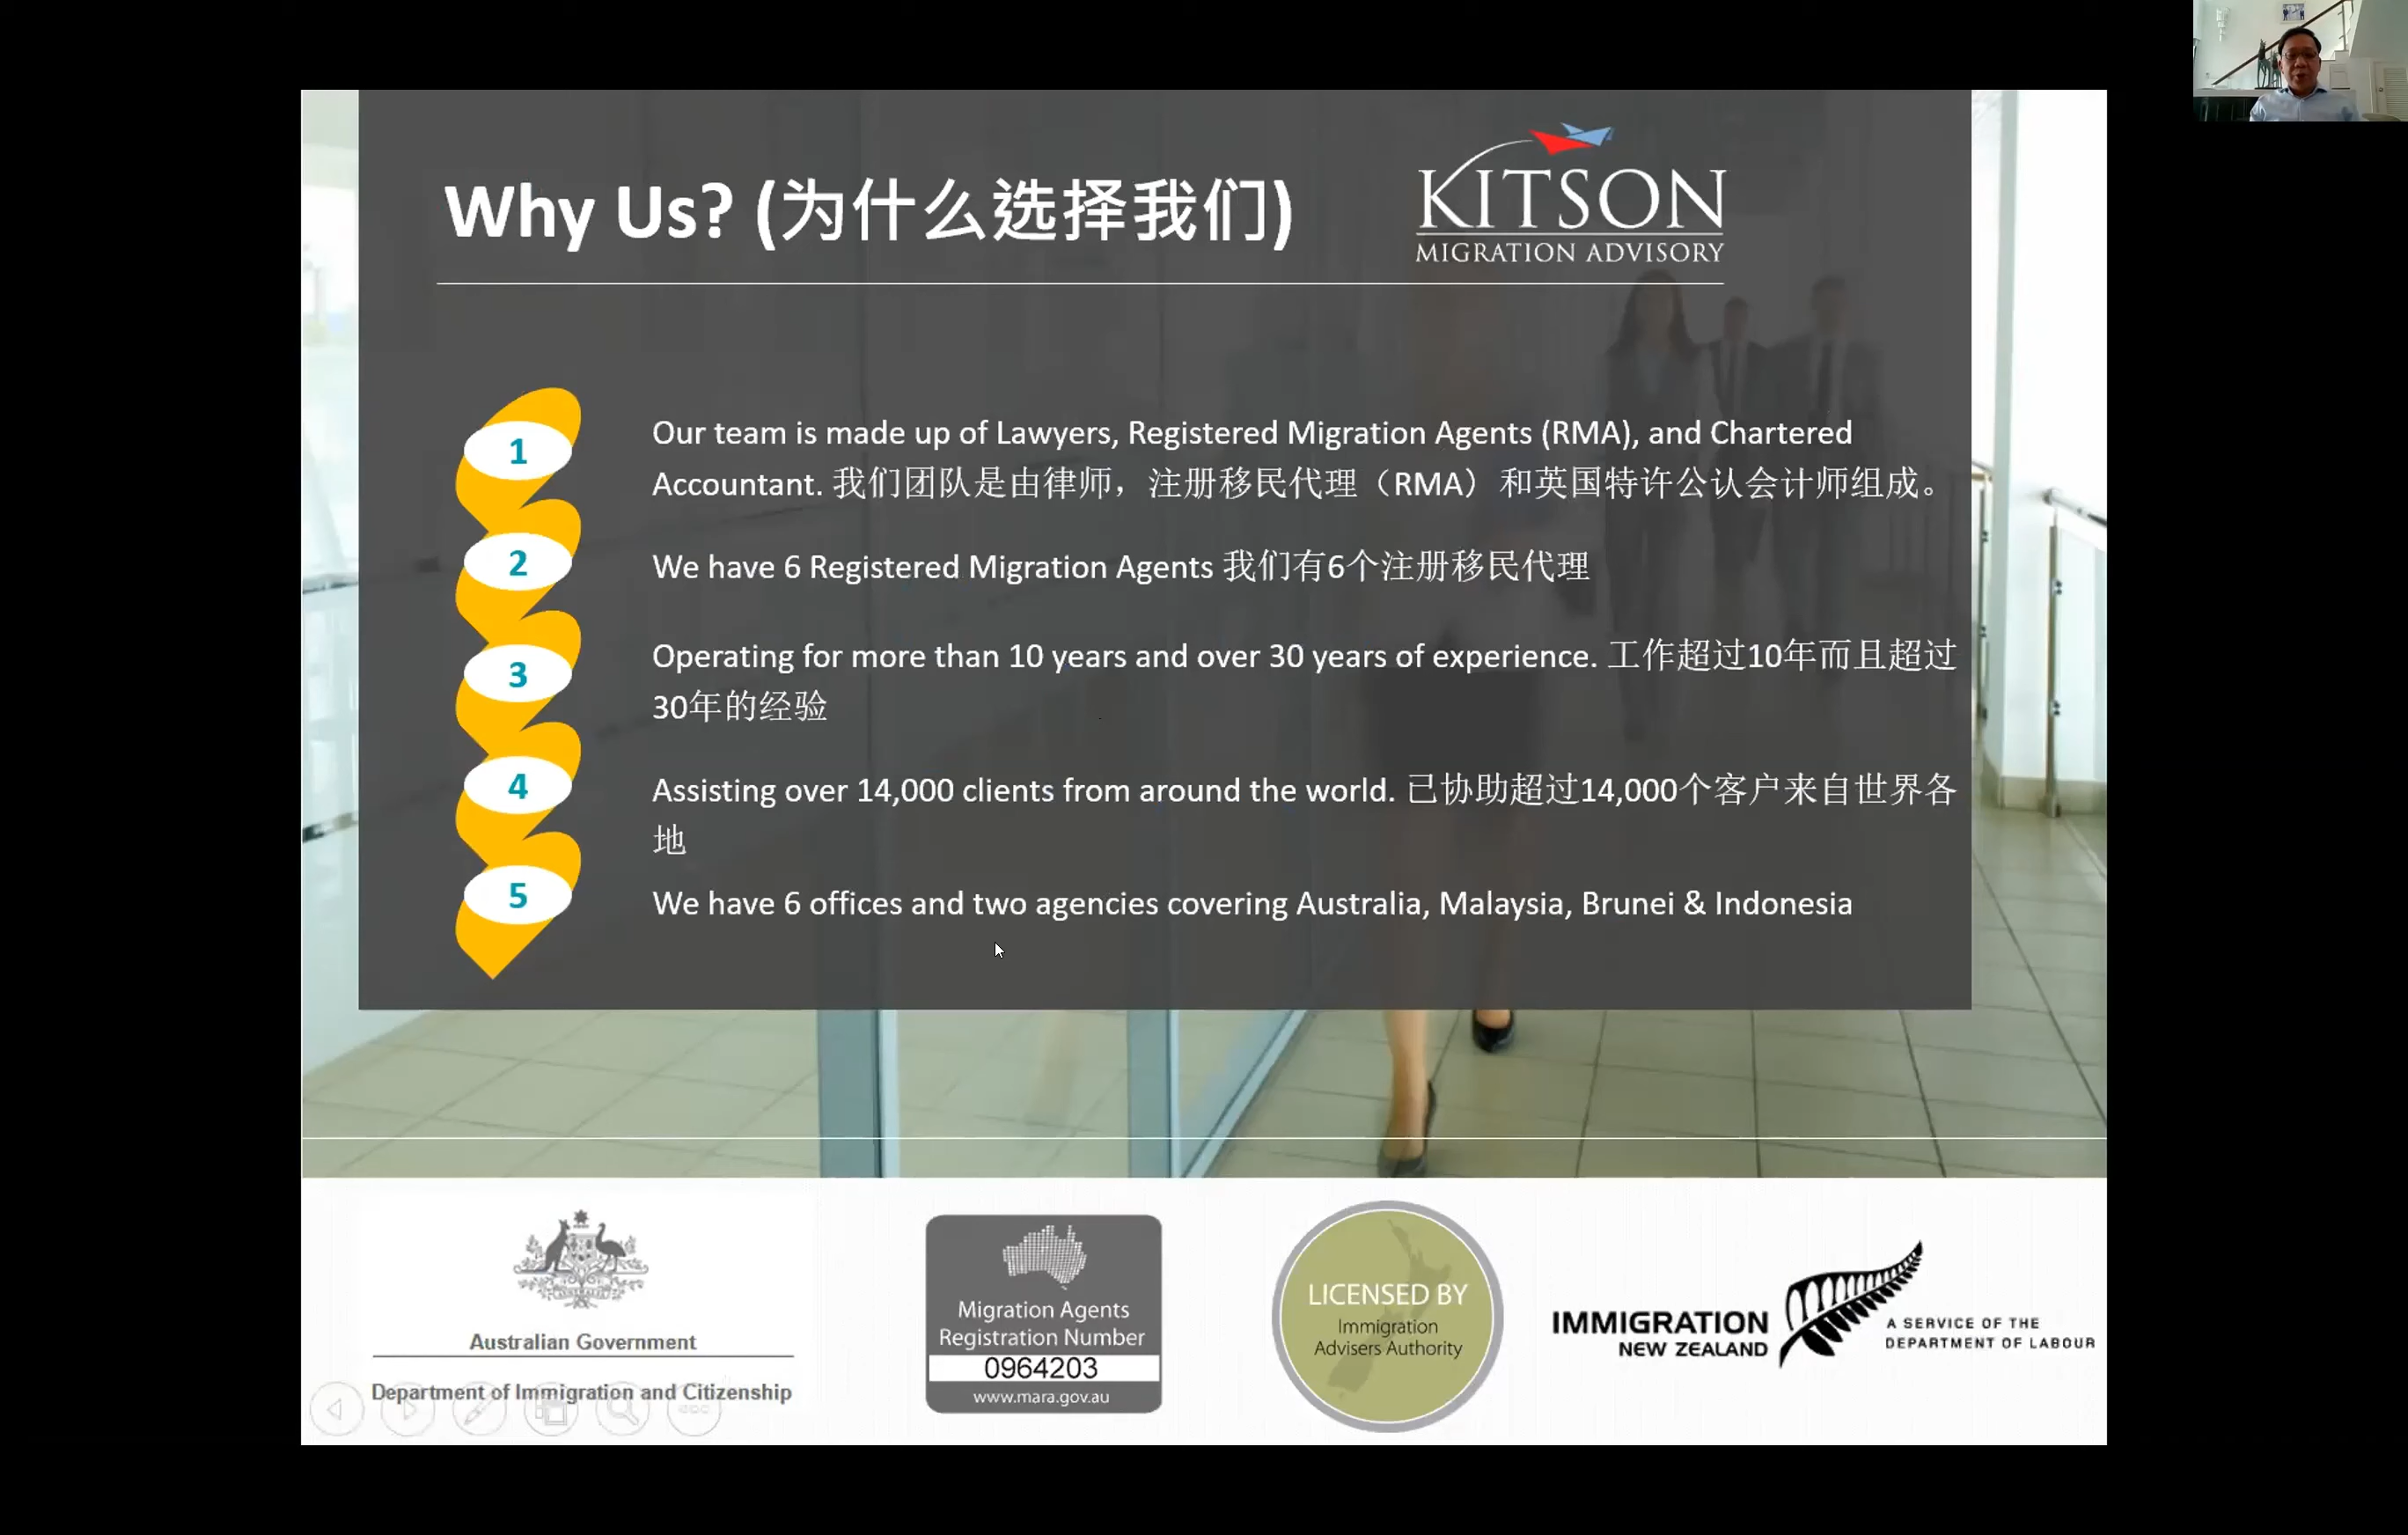 Why Us? (为什么选择我们)
KITSON
MIGRATION ADVISORY
1
Our team is made up of Lawyers, Registered Migration Agents (RMA), and Chartered
Accountant. 我们团队是由律师，注册移民代理（RMA）和英国特许公认会计师组成。
2
We have 6 Registered Migration Agents 我们有6个注册移民代理
3
Operating for more than 10 years and over 30 years of experience. 工作超过10年而且超过
30年的经验
4
Assisting over 14,000 clients from around the world. 已协助超过14,000个客户来自世界各
地
5
We have 6 offices and two agencies covering Australia, Malaysia, Brunei & Indonesia
Australian Government
Department of Immigration and Citizenship
Migration Agents
Registration Number
0964203
www.mara.gov.au
LICENSED BY
Immigration
Advisers Authority
IMMIGRATION
NEW ZEALAND
A SERVICE OF THE
DEPARTMENT OF LABOUR